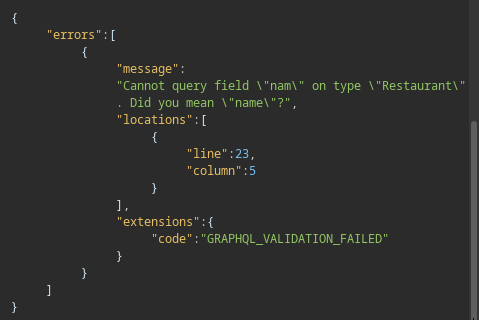 {
"errors":[
{
"message":
"Cannot query field \"nam\" on type \"Restaurant\"
. Did you mean \"name\"?",
"locations":[
{
"line":23,
"column":5
}
],
"extensions":{
"code":"GRAPHQL_VALIDATION_FAILED"
}
}
]
}